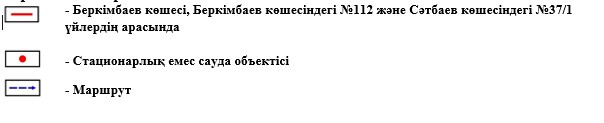 - Беркімбаев көшесі, Беркімбаев көшесіндегі №112 және Сәтбаев көшесіндегі №37/1
үйлердің арасында
- Стационарлық емес сауда объектісі
- Маршрут